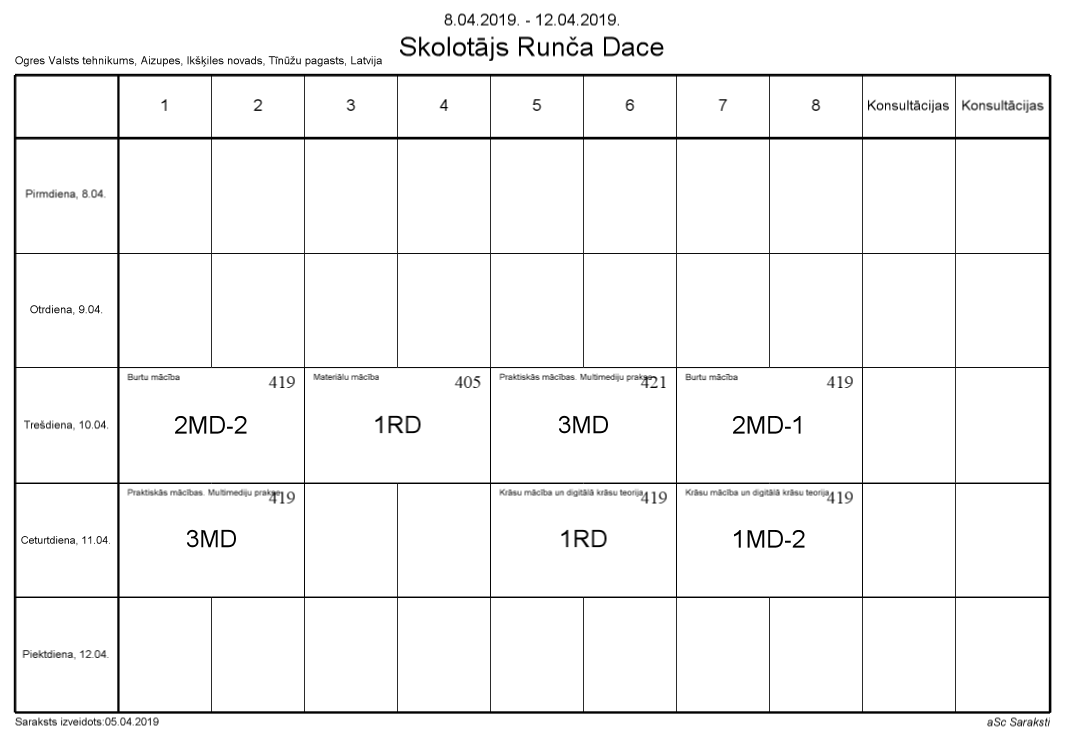 8.04.2019. - 12.04.2019.
Skolotājs Runča Dace
Ogres Valsts tehnikums, Aizupes, Ikšķiles novads, Tīnūžu pagasts, Latvija
1 2 3 4 5 6 7 8 Konsultācijas Konsultācijas
Pirmdiena, 8.04.
Otrdiena, 9.04.
Burtu mācība 419 Materiālu mācība 405 Praktiskās mācības. Multimediju prakse 421 Burtu mācība 419
Trešdiena, 10.04. 2MD-2 1RD 3MD 2MD-1
Praktiskās mācības. Multimediju prakse 419 Krāsu mācība un digitālā krāsu teorija 419 Krāsu mācība un digitālā krāsu teorija 419
Ceturtdiena, 11.04. 3MD 1RD 1MD-2
Piektdiena, 12.04.
Saraksts izveidots:05.04.2019 aSc Saraksti